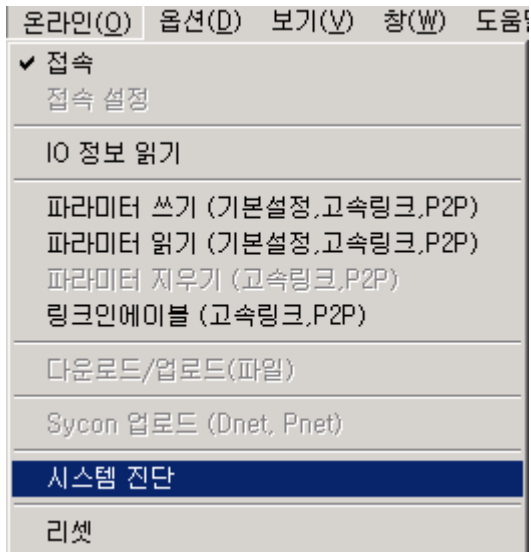 온라인(O) 옵션(D) 보기(V) 창(W) 도움
접속
접속 설정
IO 정보 읽기
파라미터 쓰기 (기본설정,고속링크,P2P)
파라미터 읽기 (기본설정,고속링크,P2P)
파라미터 지우기 (고속링크,P2P)
링크인에이블 (고속링크,P2P)
다운로드/업로드(파일)
Sycon 업로드 (Dnet, Pnet)
시스템 진단
리셋